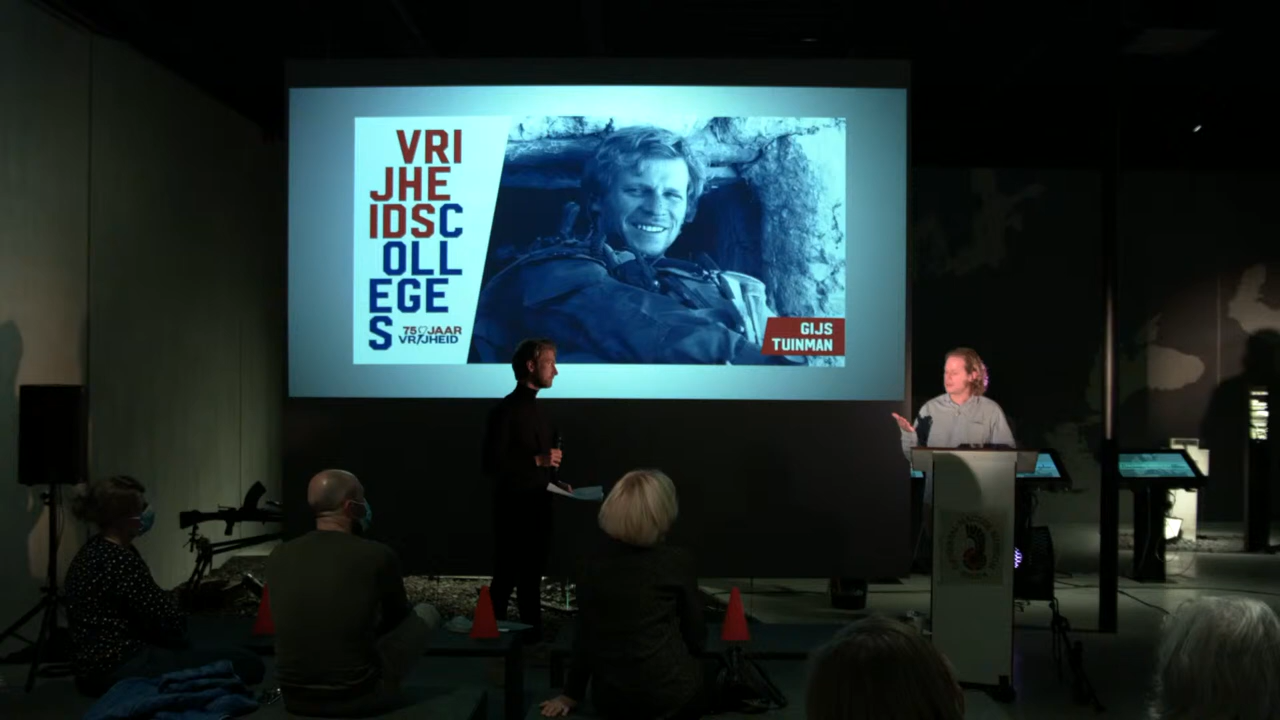 VRI
JHE
IDSC
OLL
EGE
S
75 JAAR
VRIJHEID
GIJS
TUINMAN